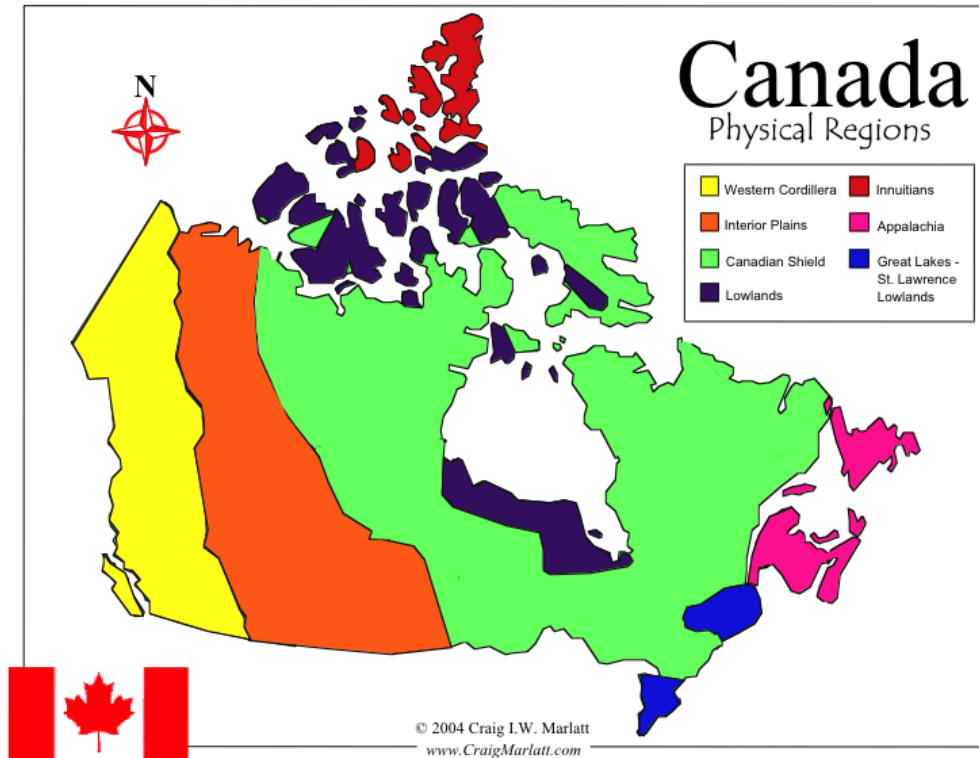 Canada
Physical Regions
N
Western Cordillera
Interior Plains
Canadian Shield
Lowlands
Innuitians
Appalachia
Great Lakes -
St. Lawrence
Lowlands
© 2004 Craig I.W. Marlatt
www.CraigMarlatt.com